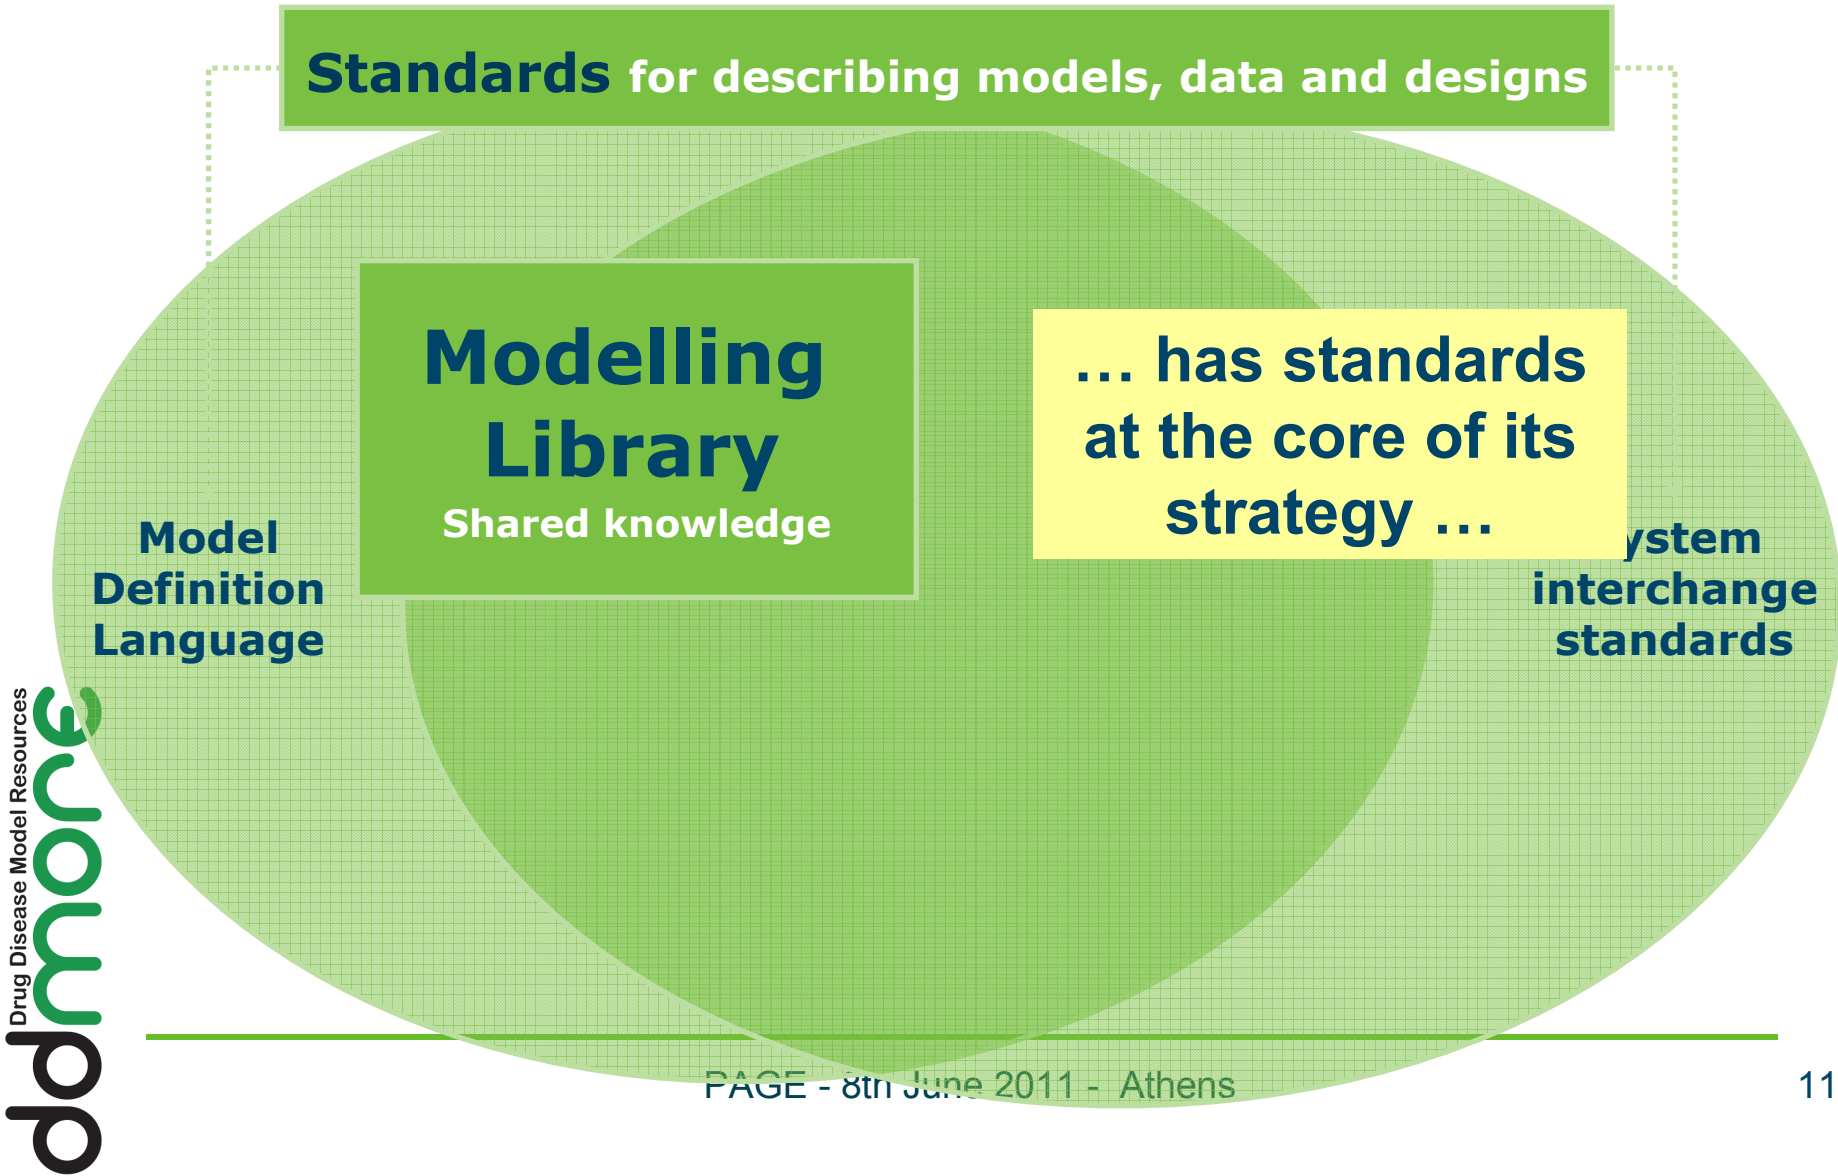 Standards for describing models, data and designs
Modelling
Library
Shared knowledge
… has standards
at the core of its
strategy …
Model
Definition
Language
ystem
interchange
standards
Drug Disease Model Resources
ddmore
PAGE - 8th June 2011 - Athens
11